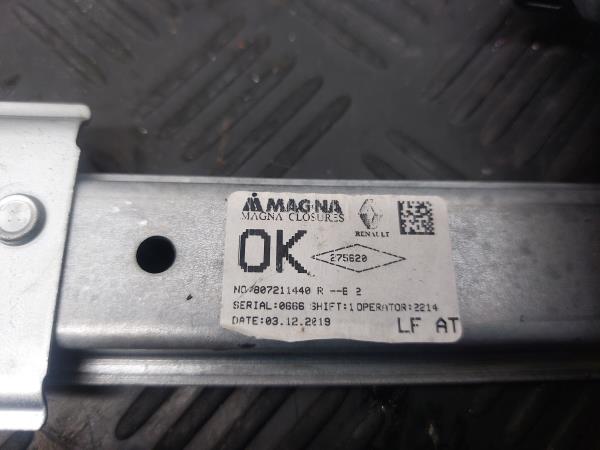 MAGNA
MAGNA CLOSURES
RENAULT
OK
275620
NO/807211440 R --E 2
SERIAL:0666 SHIFT:1 OPERATOR:2214
DATE:03.12.2019
LF AT